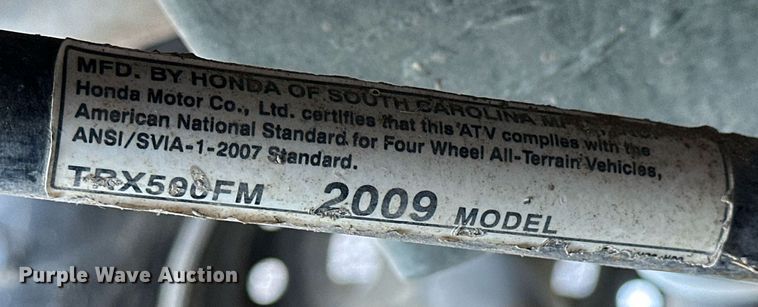 MFD. BY HONDA OF SOUTH CAROLINA
Honda Motor Co., Ltd. certifies that this ATV complies with the
American National Standard for Four Wheel All-Terrain Vehicles,
ANSI/SVIA-1-2007 Standard.
TRX500FM 2009 MODEL
Purple Wave Auction